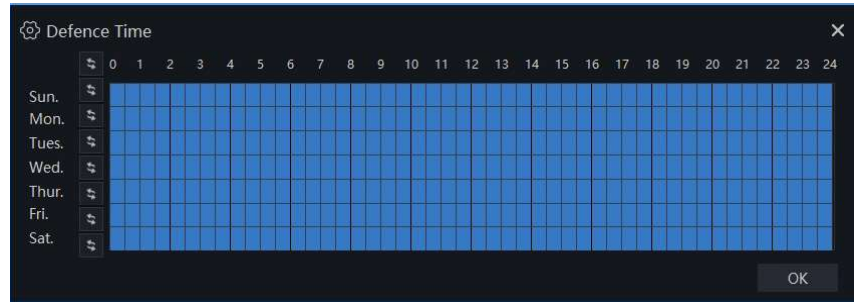 Defence Time
0 1 2 3 4 5 6 7 8 9 10 11 12 13 14 15 16 17 18 19 20 21 22 23 24
Sun.
Mon.
Tues.
Wed.
Thur.
Fri.
Sat.
OK